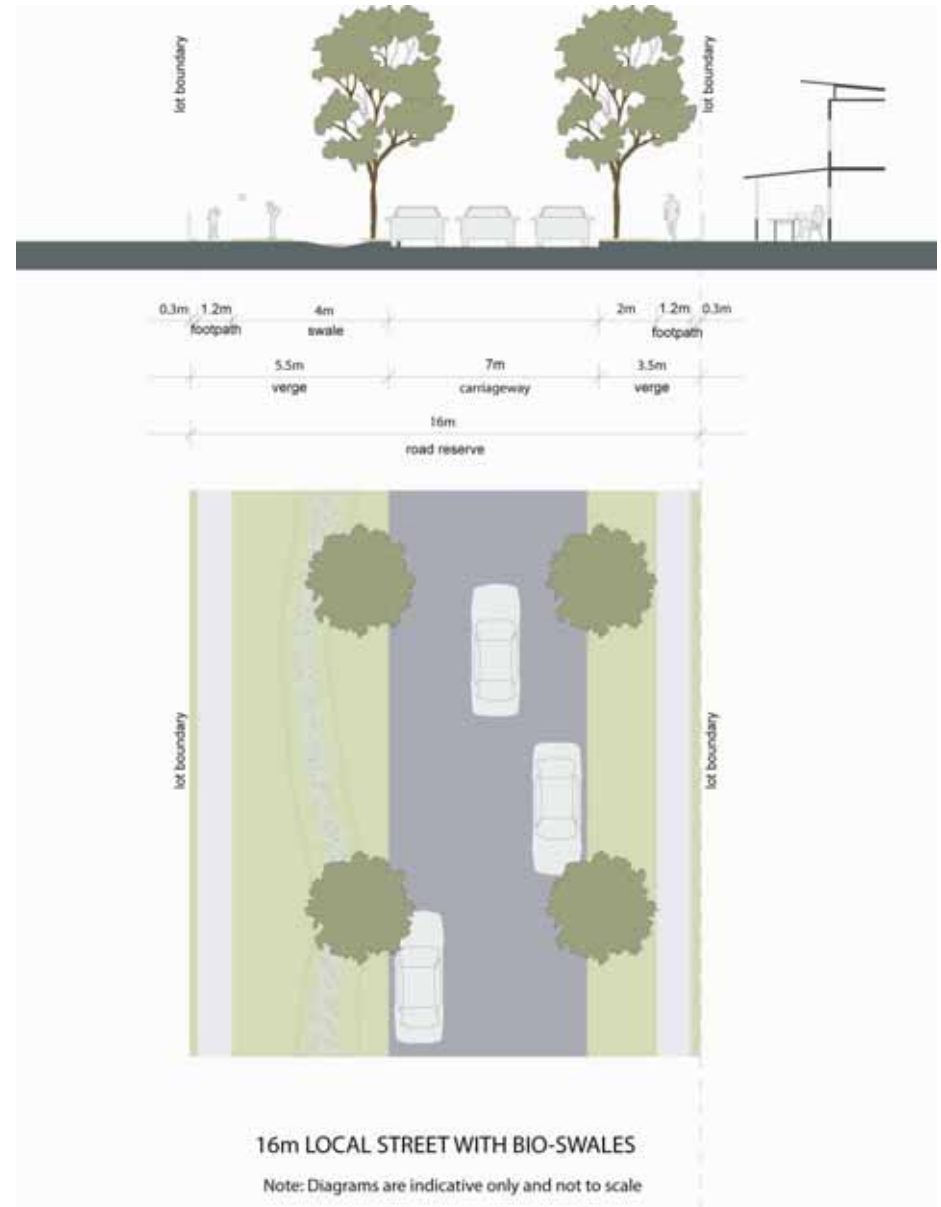 lot boundary
lot boundary
0.3m 1.2m 4m 2m 1.2m 0.3m
footpath swale footpath
5.5m 7m 3.5m
verge carriageway verge
16m
road reserve
lot boundary
lot boundary
16m LOCAL STREET WITH BIO-SWALES
Note: Diagrams are indicative only and not to scale